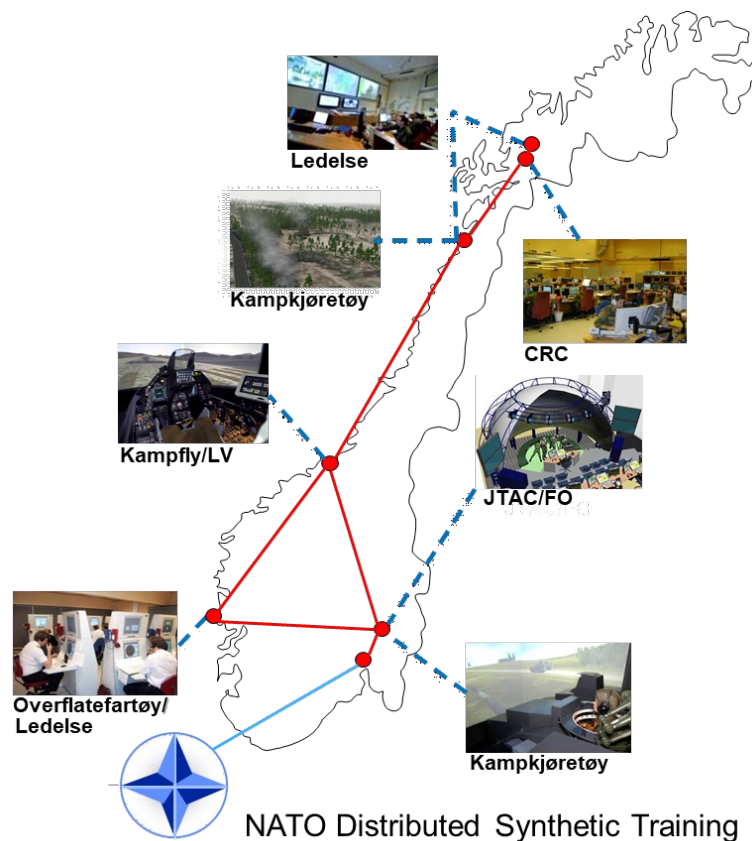 Ledelse
Kampkjøretøy
CRC
Kampfly/LV
JTAC/FO
Overflatefartøy/
Ledelse
Kampkjøretøy
NATO Distributed Synthetic Training